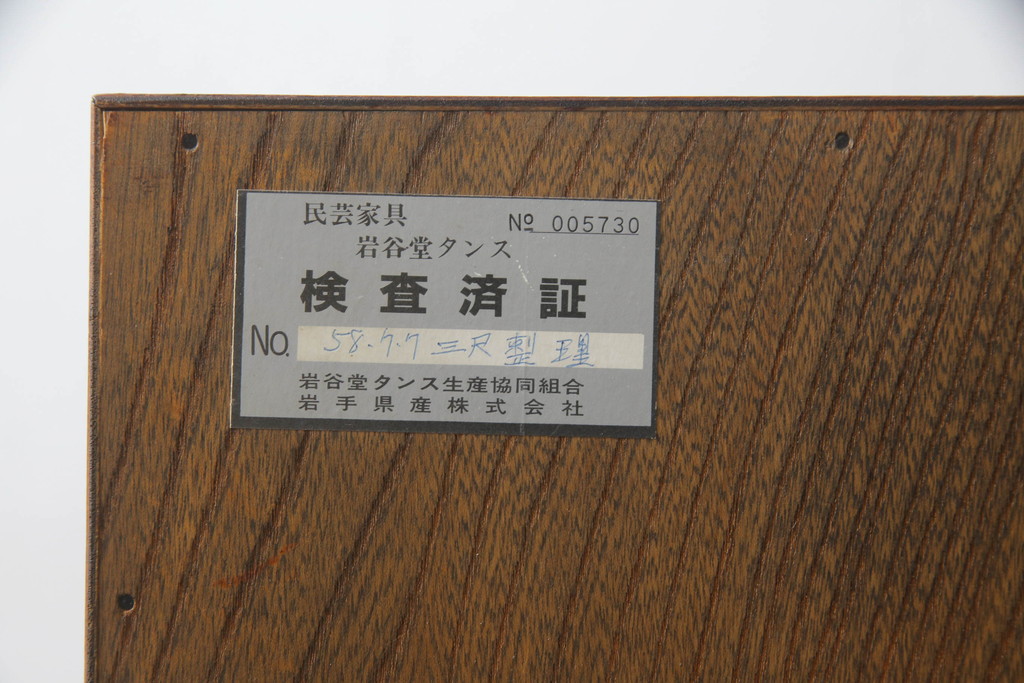 民芸家具
№ 005730
岩谷堂タンス
検査済証
No. 58.7.7 三尺整理
岩谷堂タンス生産協同組合
岩手県産株式会社